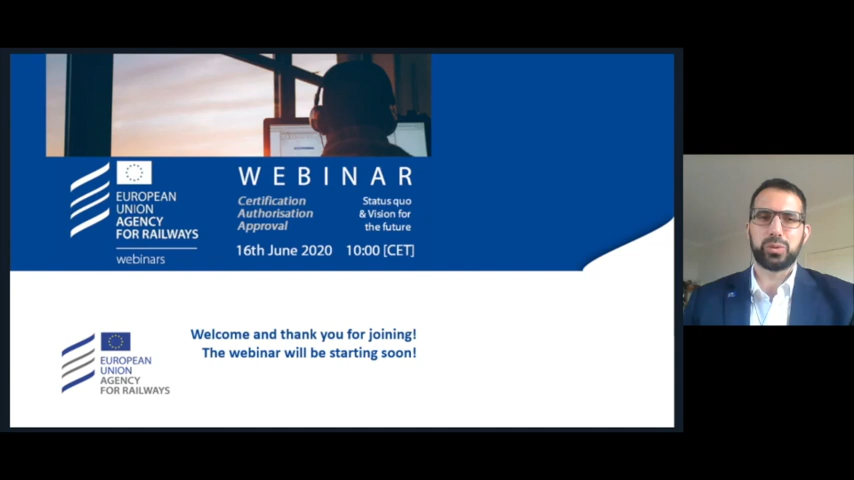 WEBINAR
EUROPEAN
UNION
AGENCY
FOR RAILWAYS
webinars
Certification
Authorisation
Approval
Status quo
& Vision for
the future
16th June 2020 10:00 [CET]
Welcome and thank you for joining!
The webinar will be starting soon!
EUROPEAN
UNION
AGENCY
FOR RAILWAYS